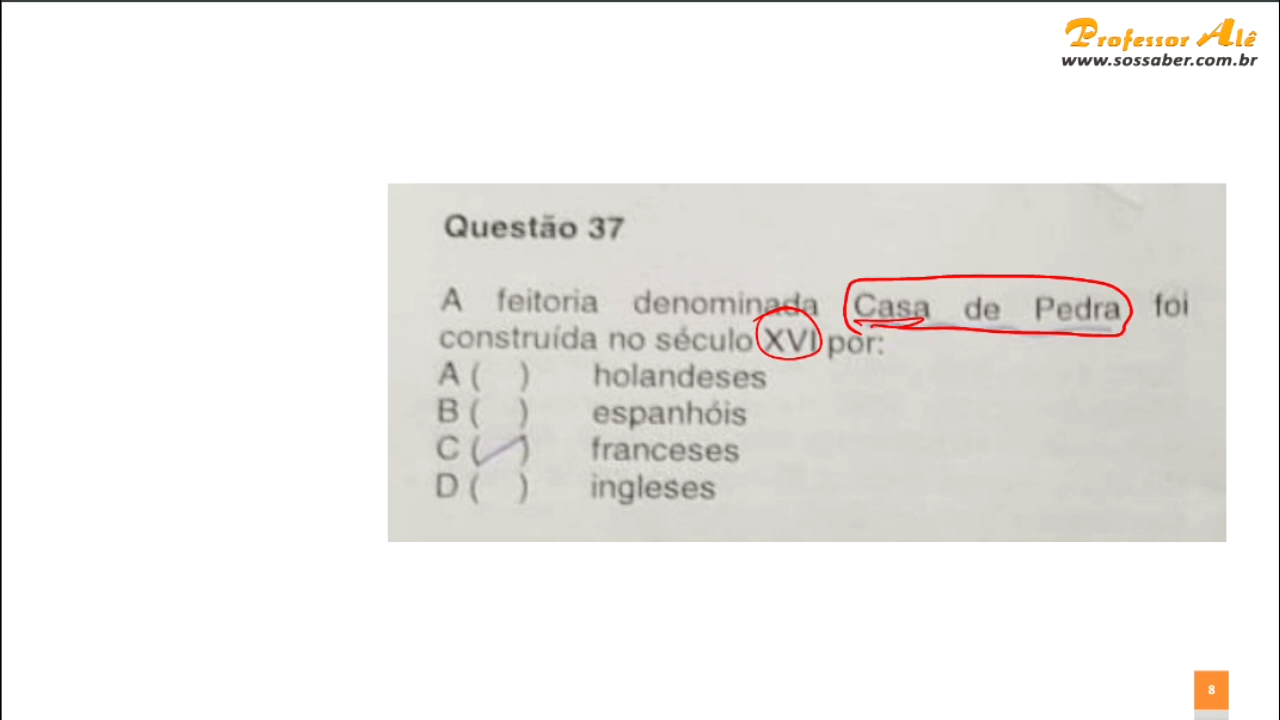 Professor Alê
www.sossaber.com.br
Questão 37
A feitoria denominada Casa de Pedra foi
construída no século XVI por:
A ( ) holandeses
B ( ) espanhóis
C ( ) franceses
D ( ) ingleses
8